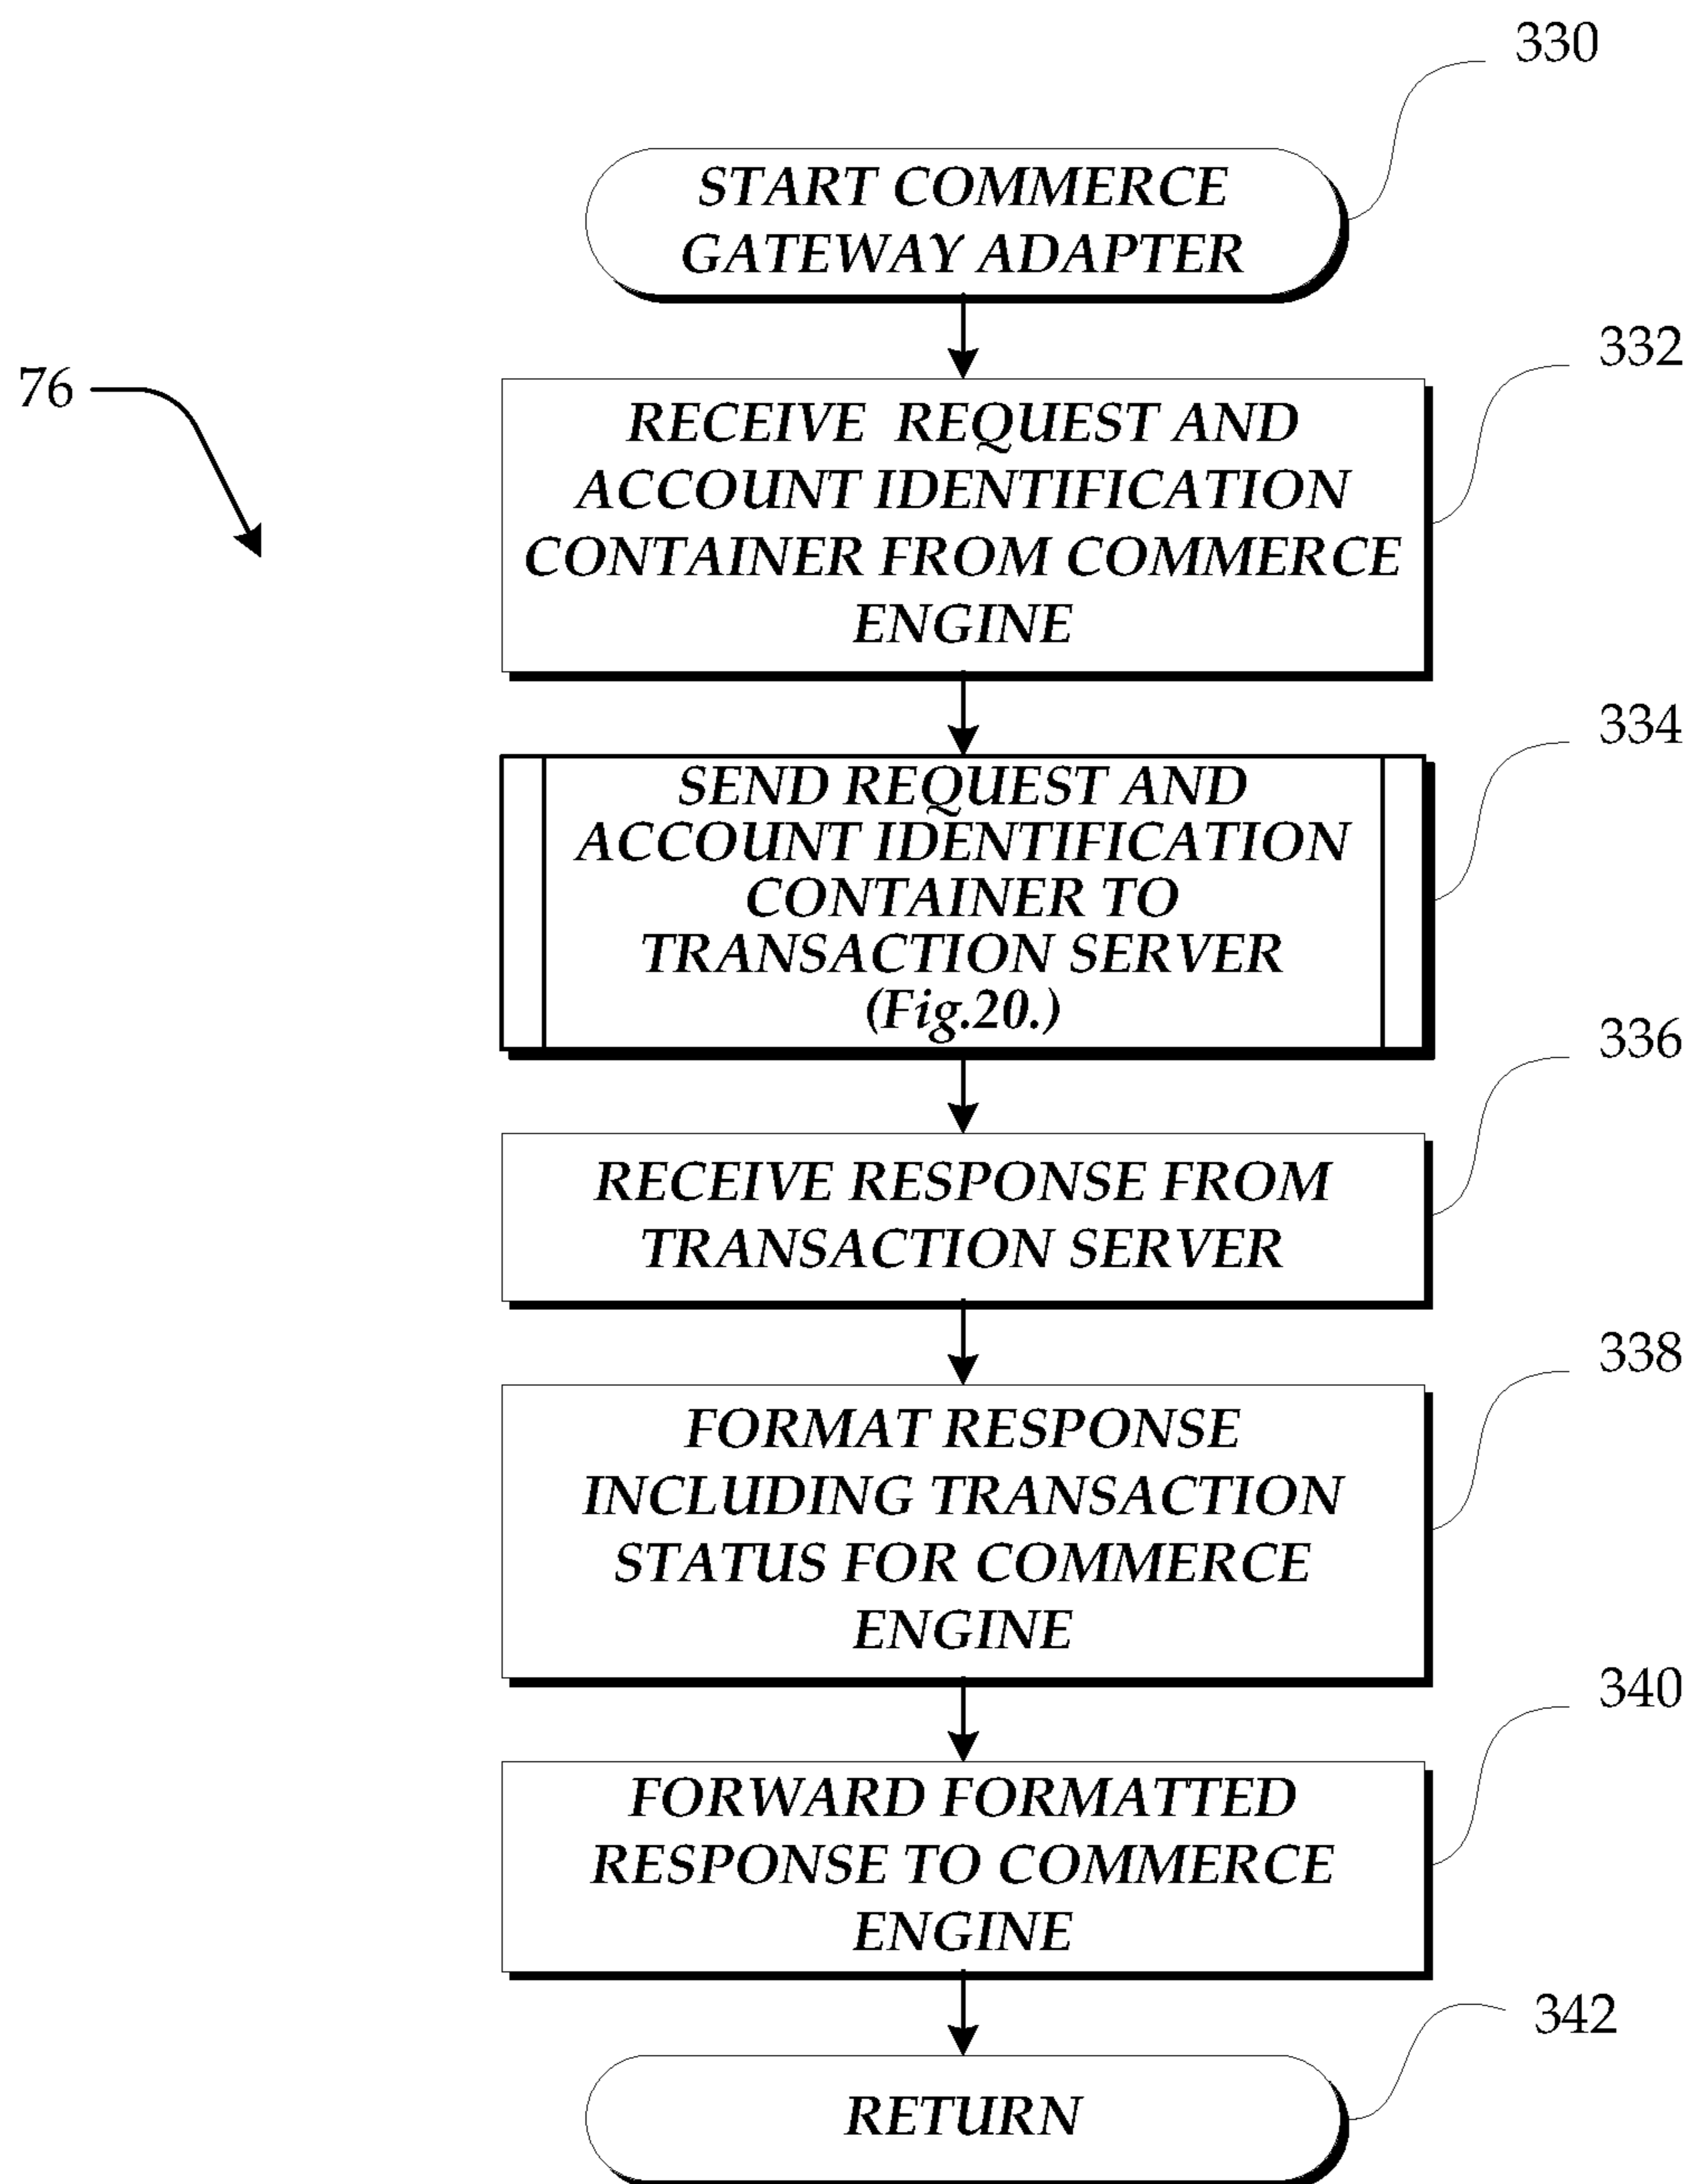 330
START COMMERCE
GATEWAY ADAPTER
332
76
RECEIVE REQUEST AND
ACCOUNT IDENTIFICATION
CONTAINER FROM COMMERCE
ENGINE
334
SEND REQUEST AND
ACCOUNT IDENTIFICATION
CONTAINER TO
TRANSACTION SERVER
(Fig.20.)
336
RECEIVE RESPONSE FROM
TRANSACTION SERVER
338
FORMAT RESPONSE
INCLUDING TRANSACTION
STATUS FOR COMMERCE
ENGINE
340
FORWARD FORMATTED
RESPONSE TO COMMERCE
ENGINE
342
RETURN